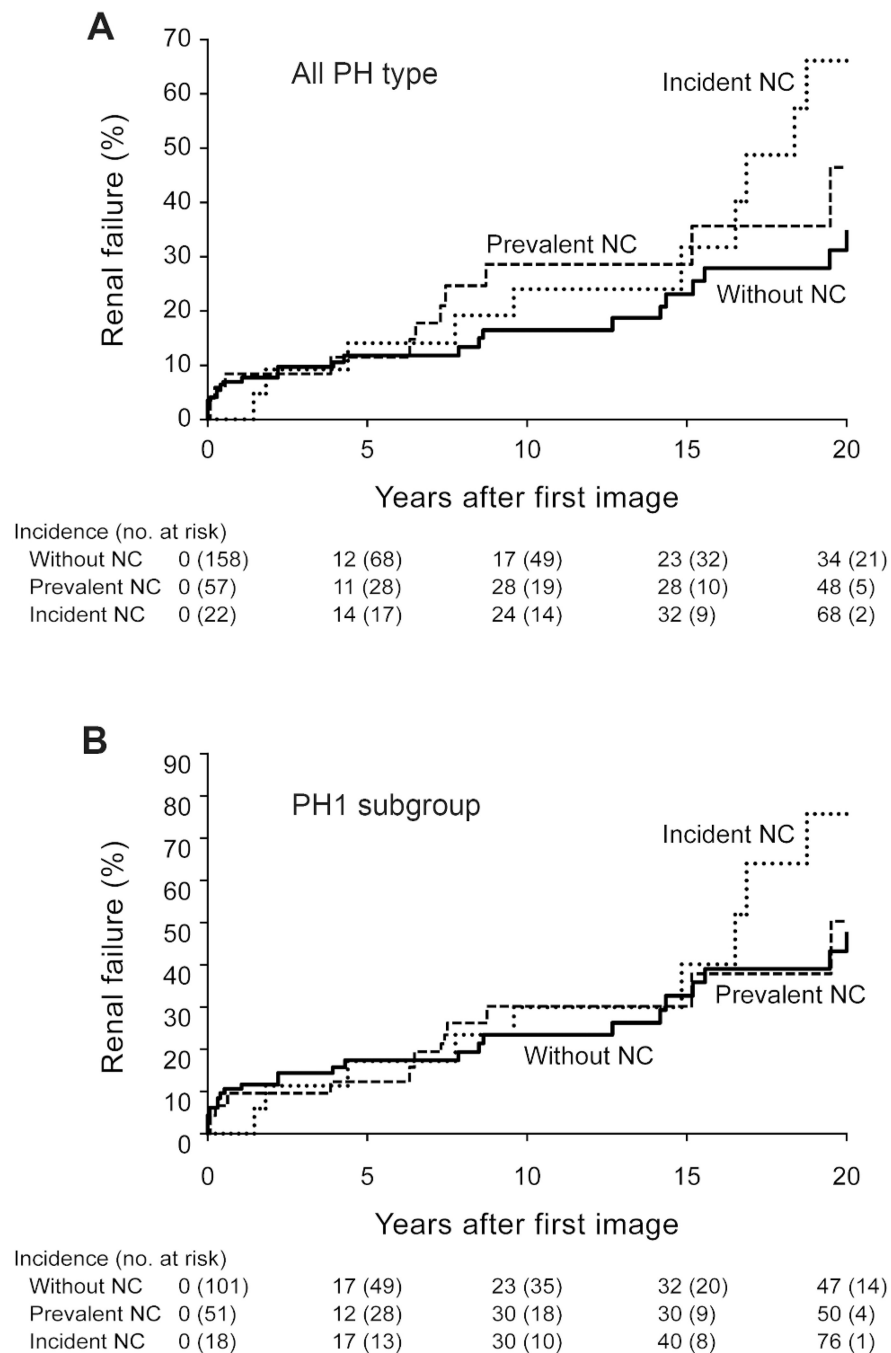 A
All PH type
Renal failure (%)
70
60
50
40
30
20
10
0
Incident NC
Prevalent NC
Without NC
0 5 10 15 20
Years after first image
Incidence (no. at risk)
Without NC 0 (158) 12 (68) 17 (49) 23 (32) 34 (21)
Prevalent NC 0 (57) 11 (28) 28 (19) 28 (10) 48 (5)
Incident NC 0 (22) 14 (17) 24 (14) 32 (9) 68 (2)
B
PH1 subgroup
Renal failure (%)
90
80
70
60
50
40
30
20
10
0
Incident NC
Prevalent NC
Without NC
0 5 10 15 20
Years after first image
Incidence (no. at risk)
Without NC 0 (101) 17 (49) 23 (35) 32 (20) 47 (14)
Prevalent NC 0 (51) 12 (28) 30 (18) 30 (9) 50 (4)
Incident NC 0 (18) 17 (13) 30 (10) 40 (8) 76 (1)